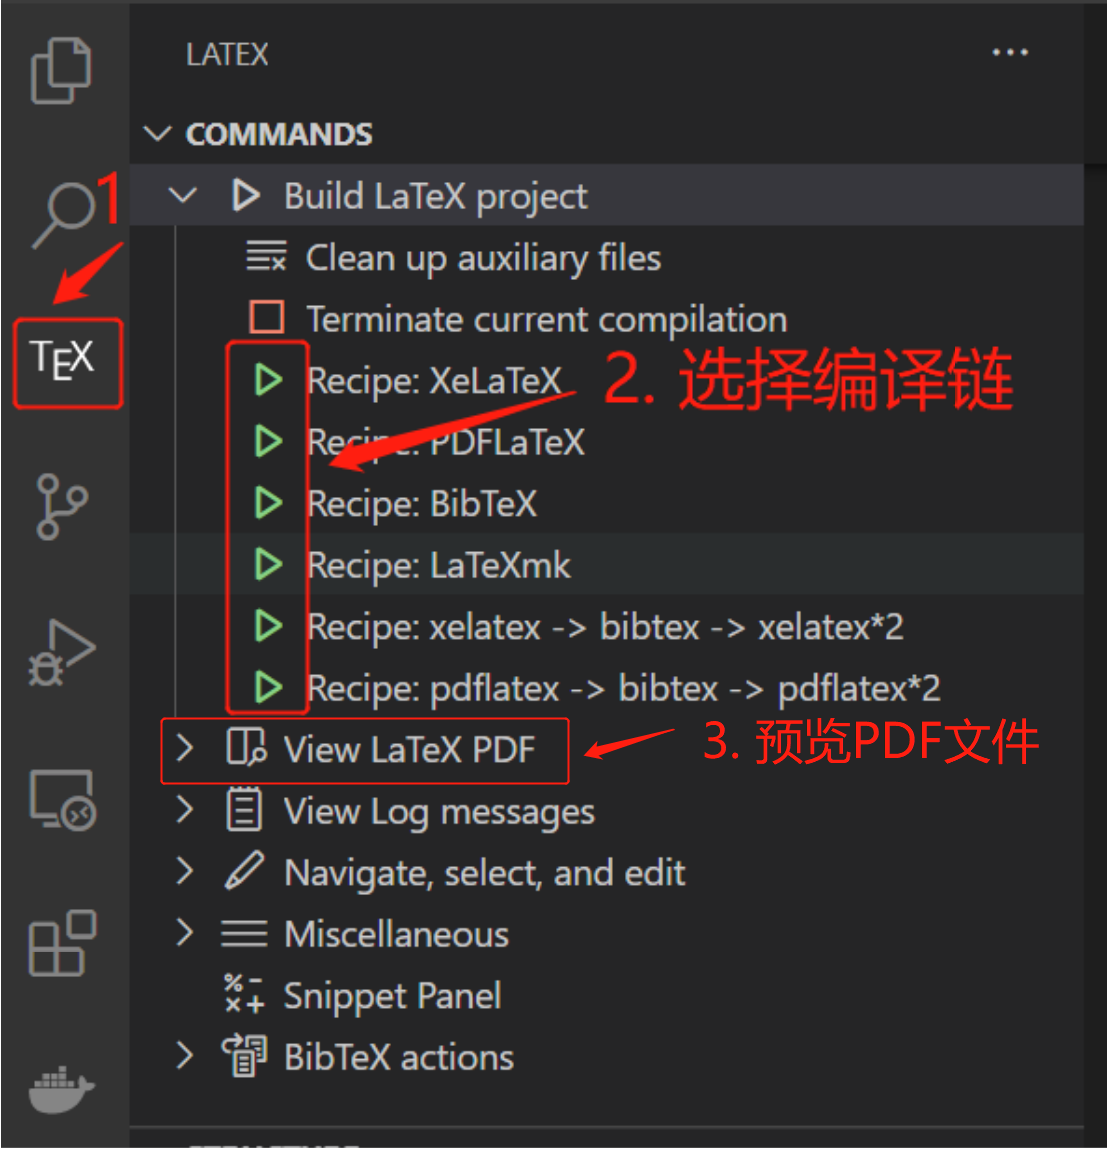 LATEX
COMMANDS
1
Build LaTeX project
Clean up auxiliary files
Terminate current compilation
TEX
Recipe: XeLaTeX
2. 选择编译链
Recipe: PDFLaTeX
Recipe: BibTeX
Recipe: LaTeXmk
Recipe: xelatex -> bibtex -> xelatex*2
Recipe: pdflatex -> bibtex -> pdflatex*2
View LaTeX PDF
3. 预览PDF文件
View Log messages
Navigate, select, and edit
Miscellaneous
Snippet Panel
BibTeX actions